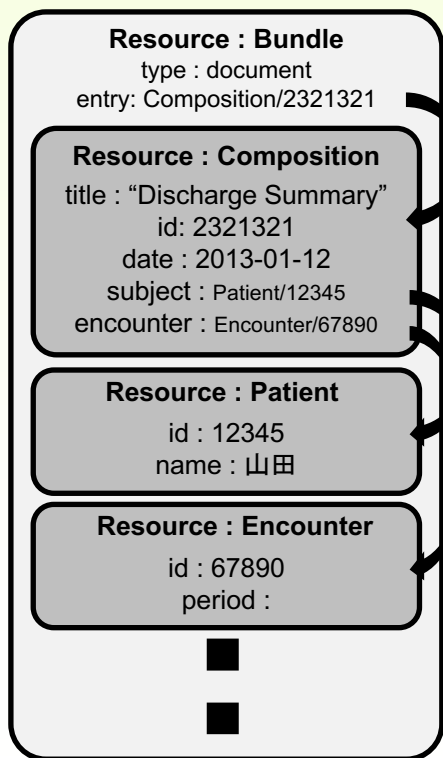 Resource : Bundle
type : document
entry: Composition/2321321
Resource : Composition
title : “Discharge Summary”
id: 2321321
date : 2013-01-12
subject : Patient/12345
encounter : Encounter/67890
Resource : Patient
id : 12345
name : 山田
Resource : Encounter
id : 67890
period :